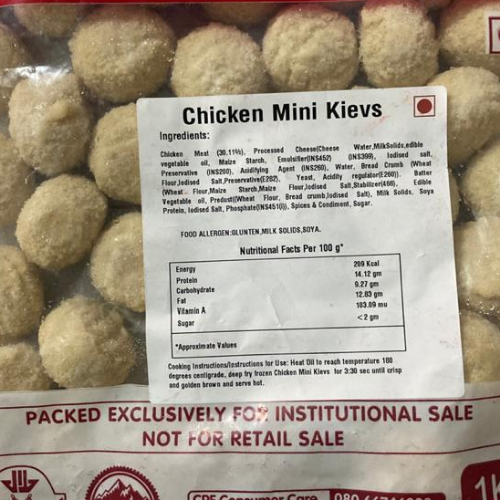 Chicken Mini Kievs
Ingredients:
Chicken Meat (30.11%), Processed Cheese(Cheese Water,MilkSolids,edible
vegetable oil, Maize Starch, Emulsifier(INS452) (INS399), Iodised salt,
Preservative (INS200), Acidifying Agent (INS260), Water, Bread Crumb (Wheat
Flour,Iodised Salt,Preservative(E282), Yeast, Acidity regulator(E260)). Batter
(Wheat Flour,Maize Starch,Maize Flour,Iodised Salt,Stabilizer(466), Edible
Vegetable oil, Predust(Wheat Flour, Bread crumb,Iodised Salt), Milk Solids, Soya
Protein, Iodised Salt, Phosphate(INS451(i)), Spices & Condiment, Sugar.
FOOD ALLERGEN:GLUNTEN,MILK SOLIDS,SOYA.
Nutritional Facts Per 100 g*
Energy 209 Kcal
Protein 14.12 gm
Carbohydrate 9.27 gm
Fat 12.83 gm
Vitamin A 103.09 mu
Sugar <2 gm
*Approximate Values
Cooking Instructions/Instructions for Use: Heat Oil to reach temperature 160
degrees centigrade, deep fry frozen Chicken Mini Kievs for 3:30 sec until crisp
and golden brown and serve hot.
PACKED EXCLUSIVELY FOR INSTITUTIONAL SALE
NOT FOR RETAIL SALE